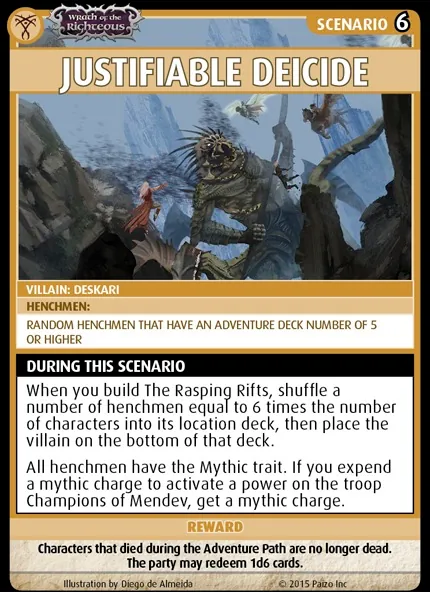 Wrath of the
Righteous
SCENARIO 6
JUSTIFIABLE DEICIDE
VILLAIN: DESKARI
HENCHMEN:
RANDOM HENCHMEN THAT HAVE AN ADVENTURE DECK NUMBER OF 5
OR HIGHER
DURING THIS SCENARIO
When you build The Rasping Rifts, shuffle a
number of henchmen equal to 6 times the number
of characters into its location deck, then place the
villain on the bottom of that deck.
All henchmen have the Mythic trait. If you expend
a mythic charge to activate a power on the troop
Champions of Mendev, get a mythic charge.
REWARD
Characters that died during the Adventure Path are no longer dead.
The party may redeem 1d6 cards.
Illustration by Diego de Almeida
© 2015 Paizo Inc